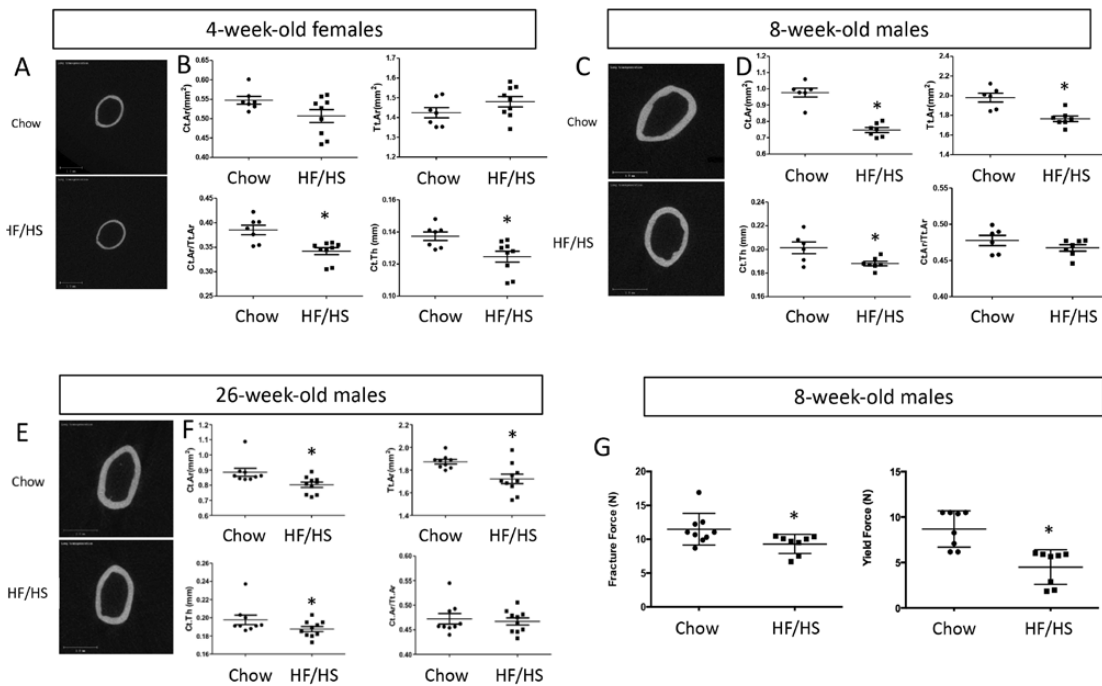 4-week-old females
8-week-old males
A
B
C
D
Chow
HF/HS
Ct.Ar(mm²)
0.65
0.60
0.55
0.50
0.45
0.40
Chow HF/HS
Tt.Ar(mm²)
1.7
1.6
1.5
1.4
1.3
1.2
Chow HF/HS
Ct.Ar/Tt.Ar
0.45
0.40
0.35
0.30
0.25
*
Chow HF/HS
Ct.Th (mm)
0.16
0.14
0.12
0.10
*
Chow HF/HS
Chow
HF/HS
Ct.Ar(mm²)
1.2
1.1
1.0
0.9
0.8
0.7
0.6
*
Chow HF/HS
Tt.Ar(mm²)
2.4
2.2
2.0
1.8
1.6
1.4
*
Chow HF/HS
Ct.Th (mm)
0.24
0.22
0.20
0.18
0.16
*
Chow HF/HS
Ct.Ar/Tt.Ar
0.55
0.50
0.45
0.40
Chow HF/HS
26-week-old males
8-week-old males
E
F
G
Chow
HF/HS
Ct.Ar(mm²)
1.2
1.1
1.0
0.9
0.8
0.7
0.6
*
Chow HF/HS
Tt.Ar(mm²)
2.2
2.0
1.8
1.6
1.4
*
Chow HF/HS
Ct.Th (mm)
0.26
0.24
0.22
0.20
0.18
0.16
*
Chow HF/HS
Ct.Ar/Tt.Ar
0.60
0.55
0.50
0.45
0.40
Chow HF/HS
Fracture Force (N)
20
15
10
5
0
*
Chow HF/HS
Yield Force (N)
15
10
5
0
*
Chow HF/HS